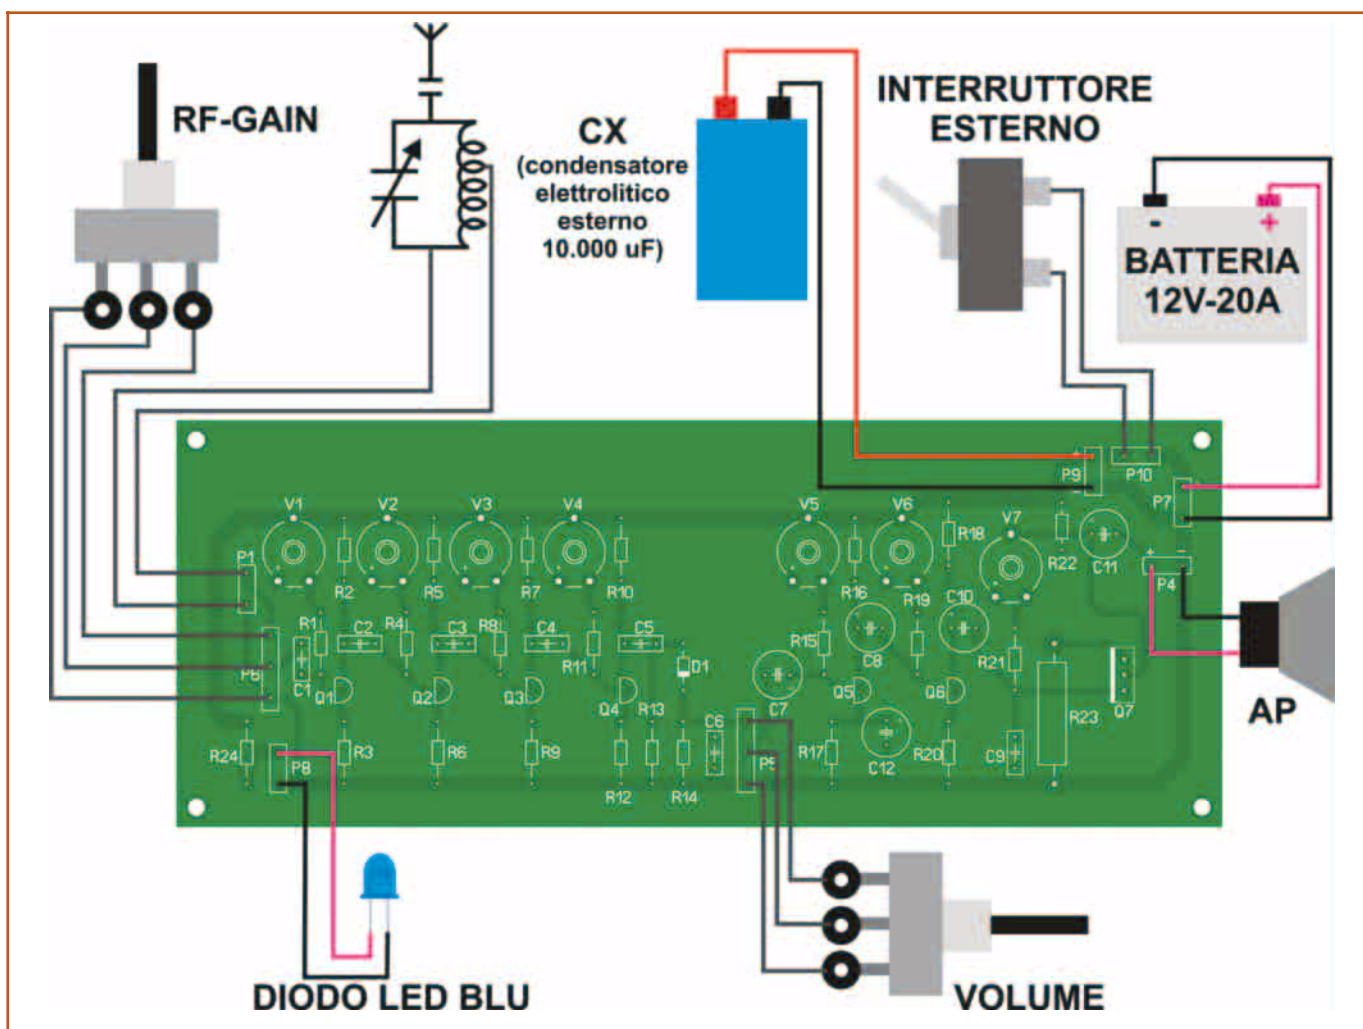 RF-GAIN
CX
(condensatore
elettrolitico
esterno
10.000 uF)
INTERRUTTORE
ESTERNO
-
+
BATTERIA
12V-20A
+
P9
-
P10
P7
V1
V2
V3
V4
V5
V6
V7
R18
R22
C11
+
-
P4
P1
R2
R5
R7
R10
R16
R19
C10
R1
C2
R4
C3
R8
C4
R11
C5
D1
R15
C8
R21
P6
C1
Q1
Q2
Q3
Q4
R13
C7
Q5
Q6
R23
Q7
AP
R24
P8
R3
R6
R9
R12
R14
C6
P5
R17
C12
R20
C9
DIODO LED BLU
VOLUME